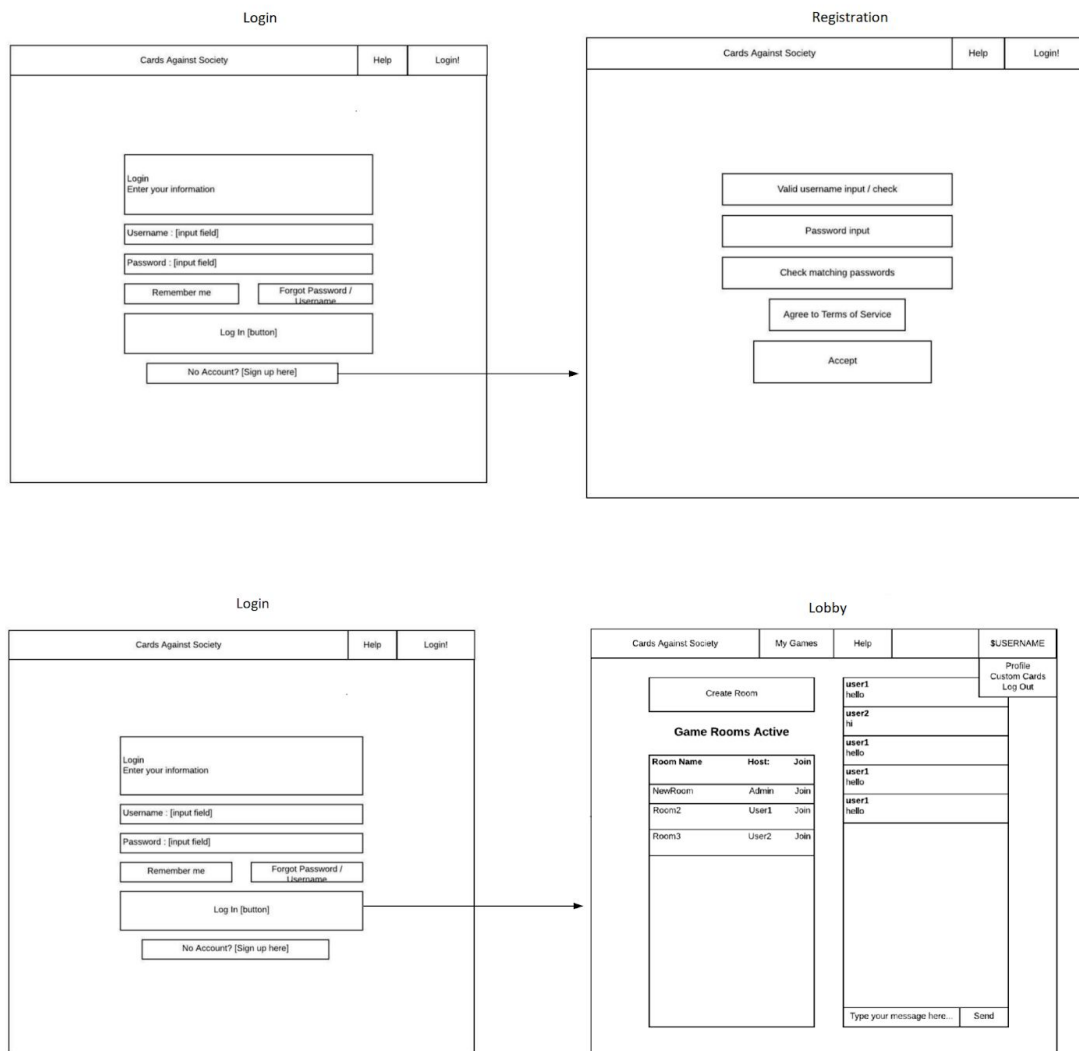 Login
Cards Against Society Help Login!
Login
Enter your information
Username : [input field]
Password : [input field]
Remember me
Forgot Password /
Username
Log In [button]
No Account? [Sign up here]
Registration
Cards Against Society Help Login!
Valid username input / check
Password input
Check matching passwords
Agree to Terms of Service
Accept
Login
Cards Against Society Help Login!
Login
Enter your information
Username : [input field]
Password : [input field]
Remember me
Forgot Password /
Username
Log In [button]
No Account? [Sign up here]
Lobby
Cards Against Society My Games Help $USERNAME
Profile
Custom Cards
Log Out
Create Room
Game Rooms Active
Room Name Host: Join
NewRoom Admin Join
Room2 User1 Join
Room3 User2 Join
user1
hello
user2
hi
user1
hello
user1
hello
user1
hello
Type your message here... Send